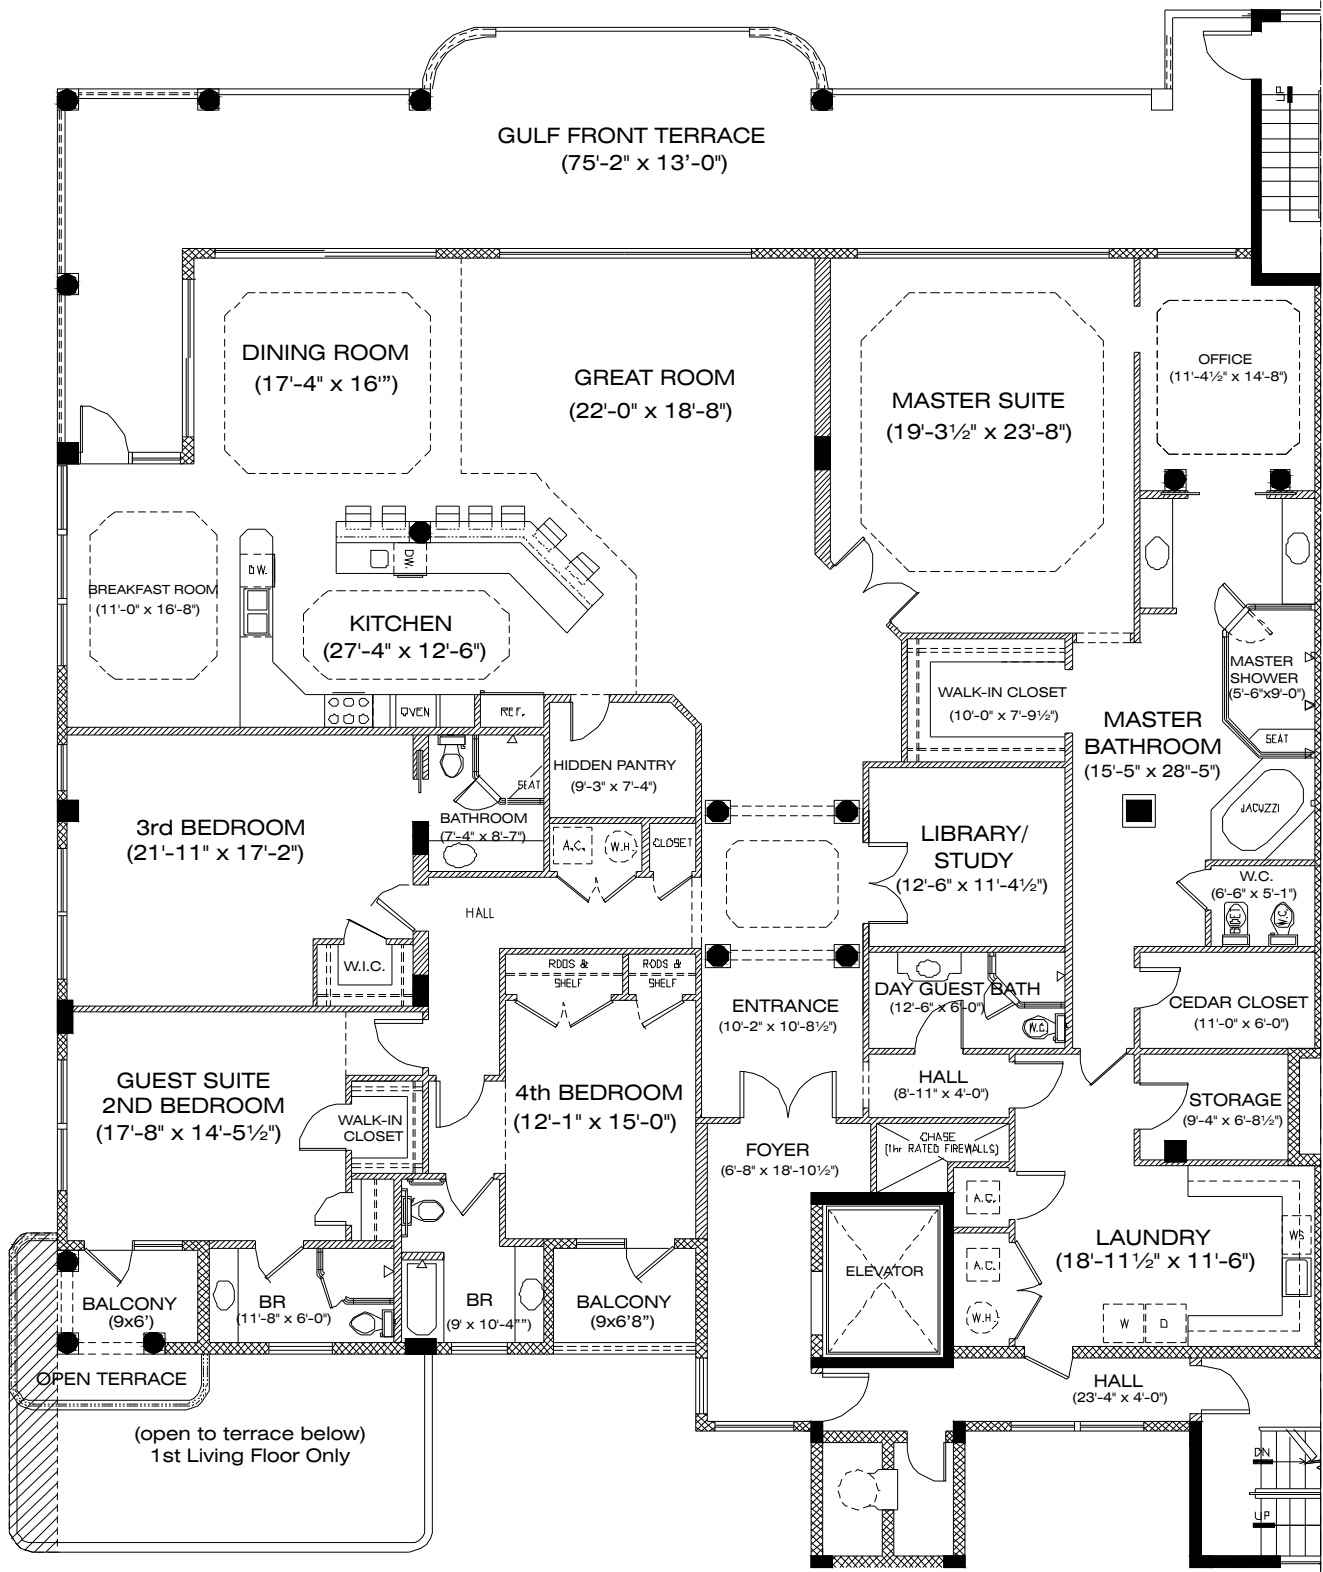 UP
GULF FRONT TERRACE
(75'-2" x 13'-0")
DINING ROOM
(17'-4" x 16'")
GREAT ROOM
(22'-0" x 18'-8")
MASTER SUITE
(19'-3½" x 23'-8")
OFFICE
(11'-4½" x 14'-8")
BREAKFAST ROOM
(11'-0" x 16'-8")
DW.
DW.
KITCHEN
(27'-4" x 12'-6")
OVEN
REF.
MASTER
SHOWER
(5'-6"x9'-0")
SEAT
WALK-IN CLOSET
(10'-0" x 7'-9½")
MASTER
BATHROOM
(15'-5" x 28"-5")
JACUZZI
HIDDEN PANTRY
(9'-3" x 7'-4")
SEAT
BATHROOM
(7'-4" x 8'-7")
3rd BEDROOM
(21'-11" x 17'-2")
A.C.
W.H
CLOSET
LIBRARY/
STUDY
(12'-6" x 11'-4½")
W.C.
(6'-6" x 5'-1")
BIDET
W.C.
HALL
W.I.C.
RODS &
SHELF
RODS &
SHELF
DAY GUEST BATH
(12'-6" x 6'-0")
W.C.
ENTRANCE
(10'-2" x 10'-8½")
CEDAR CLOSET
(11'-0" x 6'-0")
GUEST SUITE
2ND BEDROOM
(17'-8" x 14'-5½")
WALK-IN
CLOSET
4th BEDROOM
(12'-1" x 15'-0")
HALL
(8'-11" x 4'-0")
STORAGE
(9'-4" x 6'-8½")
FOYER
(6'-8" x 18'-10½")
CHASE
(1hr RATED FIREWALLS)
A.C.
LAUNDRY
(18'-11½" x 11'-6")
WS
ELEVATOR
A.C.
W.H
W
D
BALCONY
(9x6')
BR
(11'-8" x 6'-0")
BR
(9' x 10'-4"")
BALCONY
(9x6'8")
OPEN TERRACE
HALL
(23'-4" x 4'-0")
(open to terrace below)
1st Living Floor Only
DN
UP